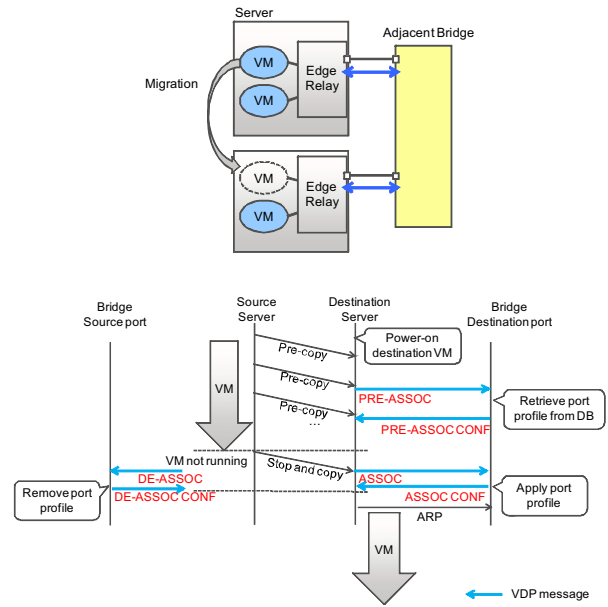 Server
Adjacent Bridge
VM
Edge
Relay
VM
Migration
VM
Edge
Relay
VM
Bridge
Source port
Source
Server
Destination
Server
Bridge
Destination port
Pre-copy
Power-on
destination VM
Pre-copy
VM
PRE-ASSOC
Retrieve port
profile from DB
Pre-copy
...
PRE-ASSOC CONF
VM not running
Stop and copy
DE-ASSOC
ASSOC
Remove port
profile
DE-ASSOC CONF
ASSOC CONF
Apply port
profile
ARP
VM
VDP message